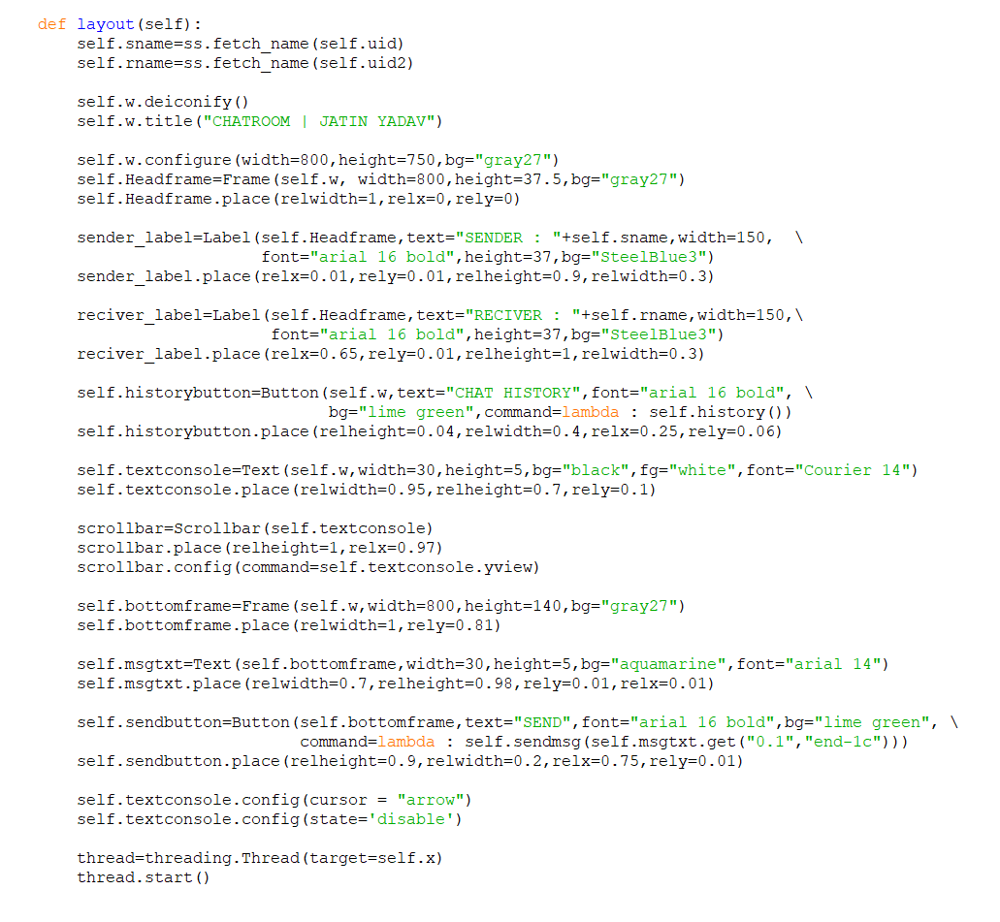 def layout(self):
    self.sname=ss.fetch_name(self.uid)
    self.rname=ss.fetch_name(self.uid2)

    self.w.deiconify()
    self.w.title("CHATROOM | JATIN YADAV")

    self.w.configure(width=800,height=750,bg="gray27")
    self.Headframe=Frame(self.w, width=800,height=37.5,bg="gray27")
    self.Headframe.place(relwidth=1,relx=0,rely=0)

    sender_label=Label(self.Headframe,text="SENDER : "+self.sname,width=150,  \
                       font="arial 16 bold",height=37,bg="SteelBlue3")
    sender_label.place(relx=0.01,rely=0.01,relheight=0.9,relwidth=0.3)

    reciver_label=Label(self.Headframe,text="RECIVER : "+self.rname,width=150,\
                        font="arial 16 bold",height=37,bg="SteelBlue3")
    reciver_label.place(relx=0.65,rely=0.01,relheight=1,relwidth=0.3)

    self.historybutton=Button(self.w,text="CHAT HISTORY",font="arial 16 bold", \
                              bg="lime green",command=lambda : self.history())
    self.historybutton.place(relheight=0.04,relwidth=0.4,relx=0.25,rely=0.06)

    self.textconsole=Text(self.w,width=30,height=5,bg="black",fg="white",font="Courier 14")
    self.textconsole.place(relwidth=0.95,relheight=0.7,rely=0.1)

    scrollbar=Scrollbar(self.textconsole)
    scrollbar.place(relheight=1,relx=0.97)
    scrollbar.config(command=self.textconsole.yview)

    self.bottomframe=Frame(self.w,width=800,height=140,bg="gray27")
    self.bottomframe.place(relwidth=1,rely=0.81)

    self.msgtxt=Text(self.bottomframe,width=30,height=5,bg="aquamarine",font="arial 14")
    self.msgtxt.place(relwidth=0.7,relheight=0.98,rely=0.01,relx=0.01)

    self.sendbutton=Button(self.bottomframe,text="SEND",font="arial 16 bold",bg="lime green", \
                           command=lambda : self.sendmsg(self.msgtxt.get("0.1","end-1c")))
    self.sendbutton.place(relheight=0.9,relwidth=0.2,relx=0.75,rely=0.01)

    self.textconsole.config(cursor = "arrow")
    self.textconsole.config(state='disable')

    thread=threading.Thread(target=self.x)
    thread.start()